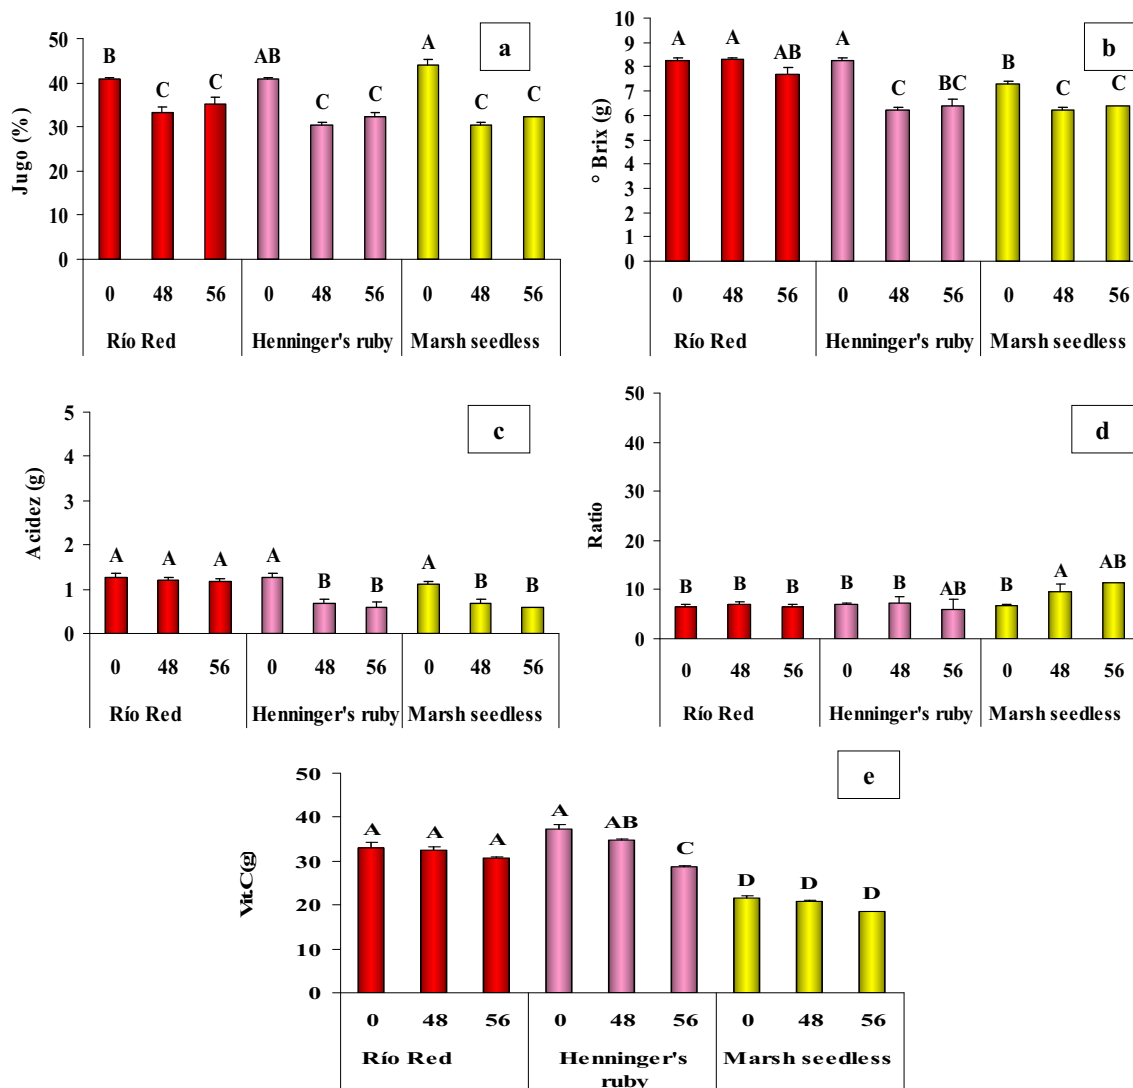 a
Jugo (%)
50
40
30
20
10
0
B
C
C
AB
C
C
A
C
C
0 48 56 0 48 56 0 48 56
Río Red Henninger's ruby Marsh seedless
b
° Brix (g)
10
9
8
7
6
5
4
3
2
1
0
A
A
AB
A
C
BC
B
C
C
0 48 56 0 48 56 0 48 56
Río Red Henninger's ruby Marsh seedless
c
Acidez (g)
5
4
3
2
1
0
A
A
A
A
B
B
A
B
B
0 48 56 0 48 56 0 48 56
Río Red Henninger's ruby Marsh seedless
d
Ratio
50
40
30
20
10
0
B
B
B
B
B
AB
B
A
AB
0 48 56 0 48 56 0 48 56
Río Red Henninger's ruby Marsh seedless
e
Vit.C(g)
50
40
30
20
10
0
A
A
A
A
AB
C
D
D
D
0 48 56 0 48 56 0 48 56
Río Red Henninger's ruby Marsh seedless